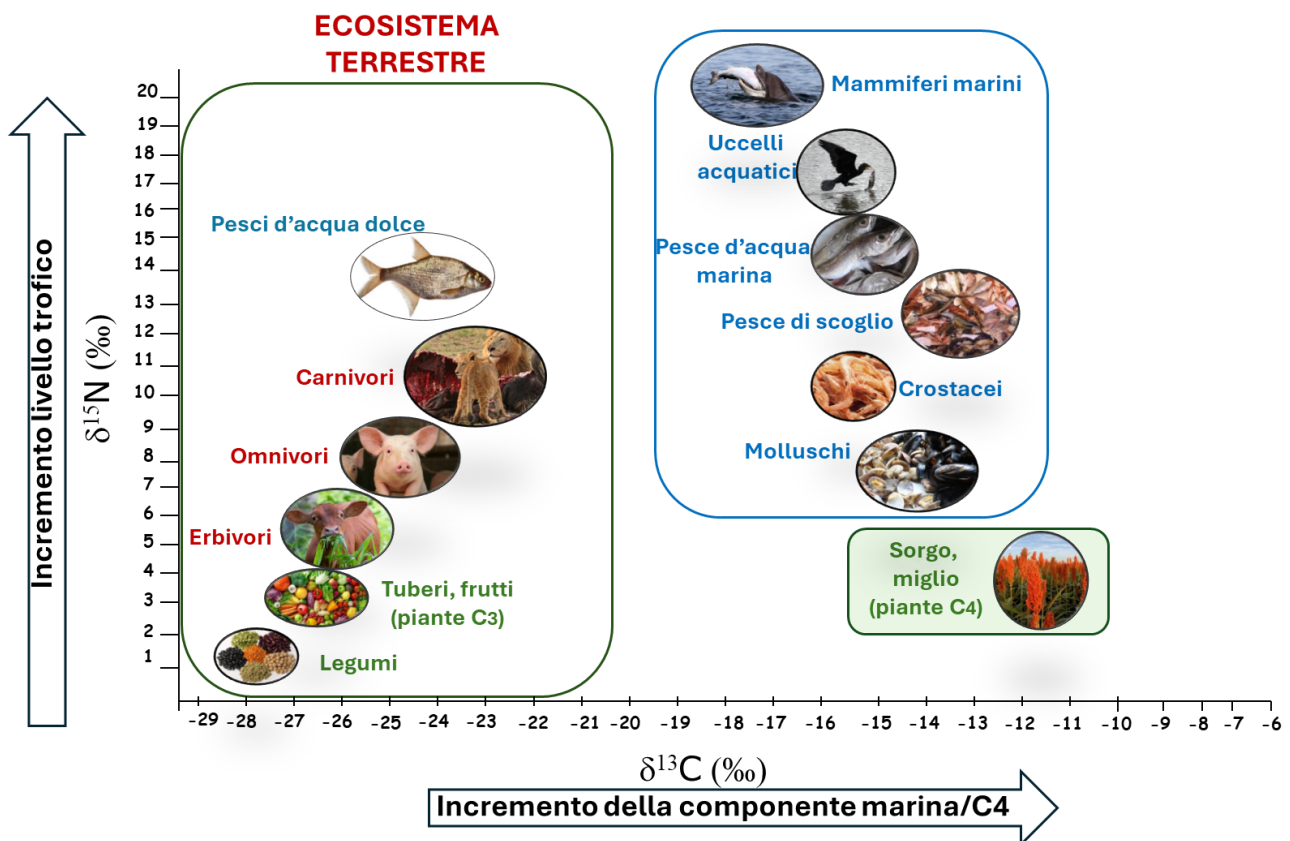 ECOSISTEMA
TERRESTRE
Incremento livello trofico
δ15N (‰)
20
19
18
17
16
15
14
13
12
11
10
9
8
7
6
5
4
3
2
1
Pesci d’acqua dolce
Carnivori
Omnivori
Erbivori
Tuberi, frutti
(piante C3)
Legumi
Mammiferi marini
Uccelli
acquatici
Pesce d’acqua
marina
Pesce di scoglio
Crostacei
Molluschi
Sorgo,
miglio
(piante C4)
-29 -28 -27 -26 -25 -24 -23 -22 -21 -20 -19 -18 -17 -16 -15 -14 -13 -12 -11 -10 -9 -8 -7 -6
δ13C (‰)
Incremento della componente marina/C4